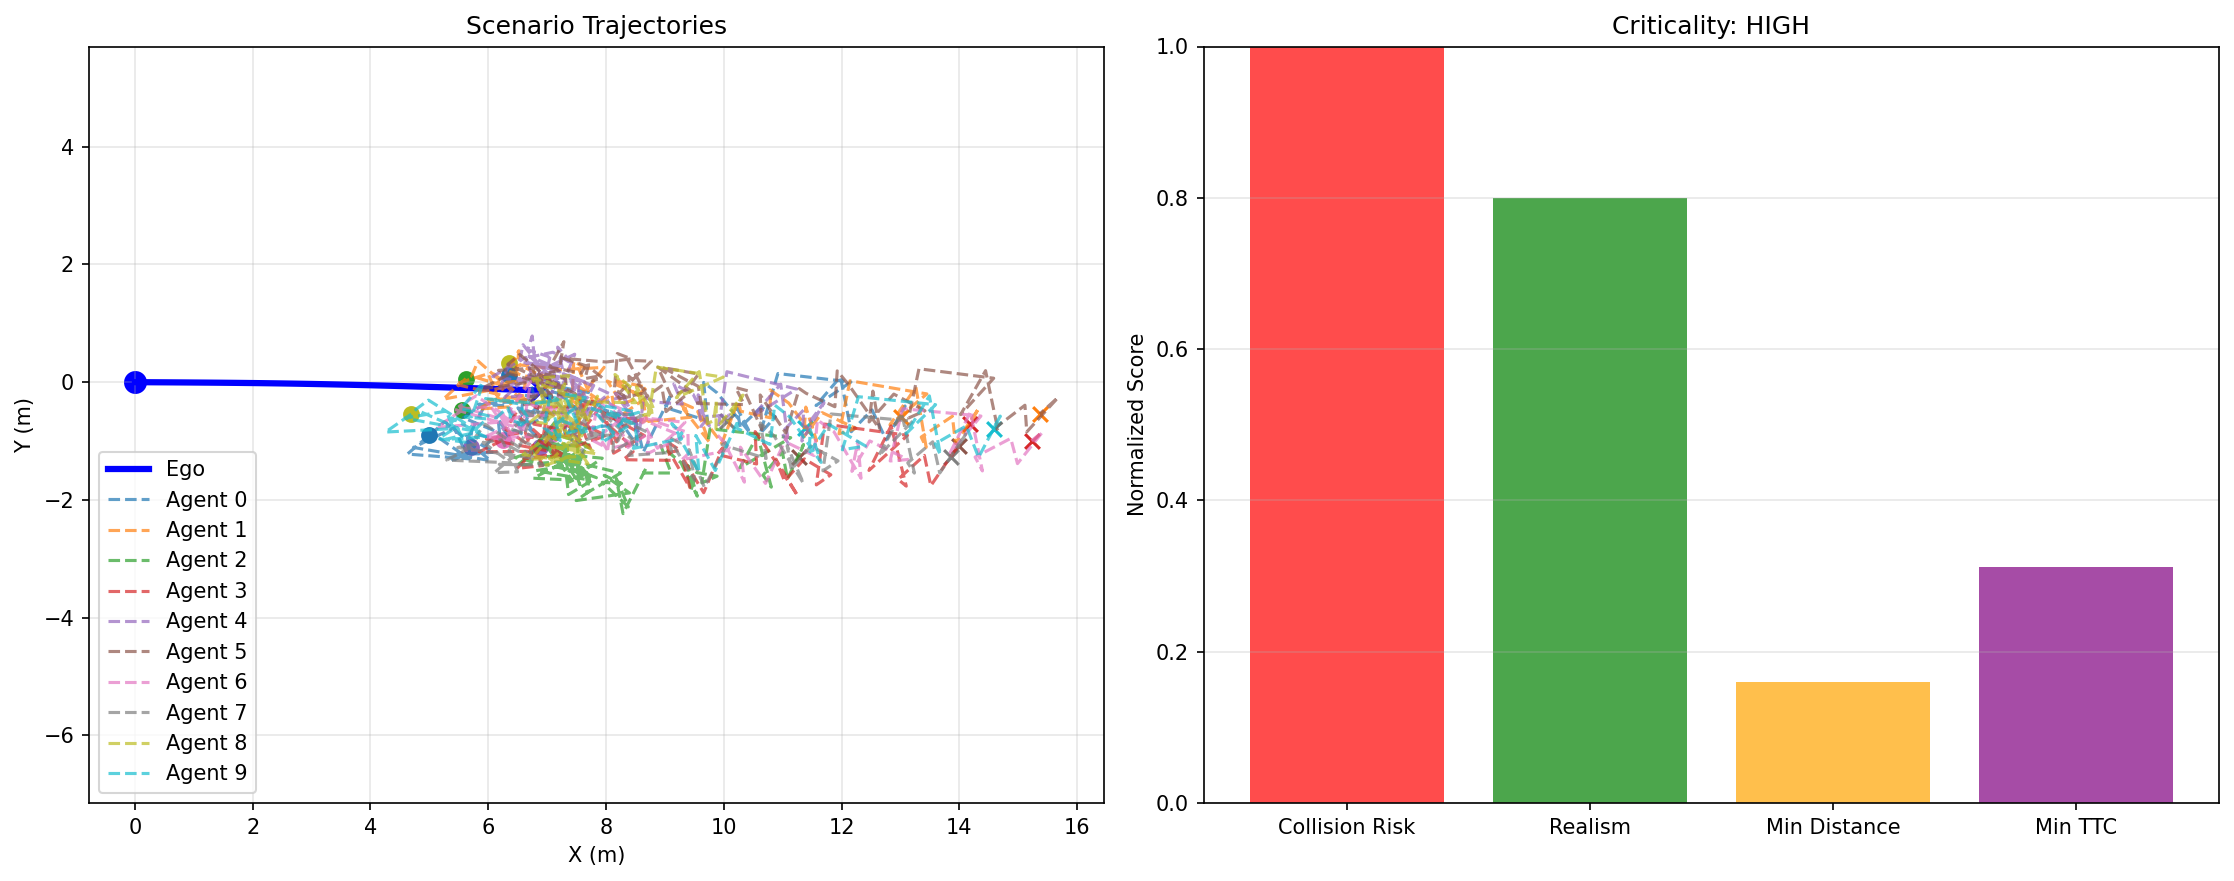 Scenario Trajectories
Y (m)
4
2
0
−2
−4
−6
Ego
Agent 0
Agent 1
Agent 2
Agent 3
Agent 4
Agent 5
Agent 6
Agent 7
Agent 8
Agent 9
0 2 4 6 8 10 12 14 16
X (m)
Criticality: HIGH
Normalized Score
1.0
0.8
0.6
0.4
0.2
0.0
Collision Risk Realism Min Distance Min TTC